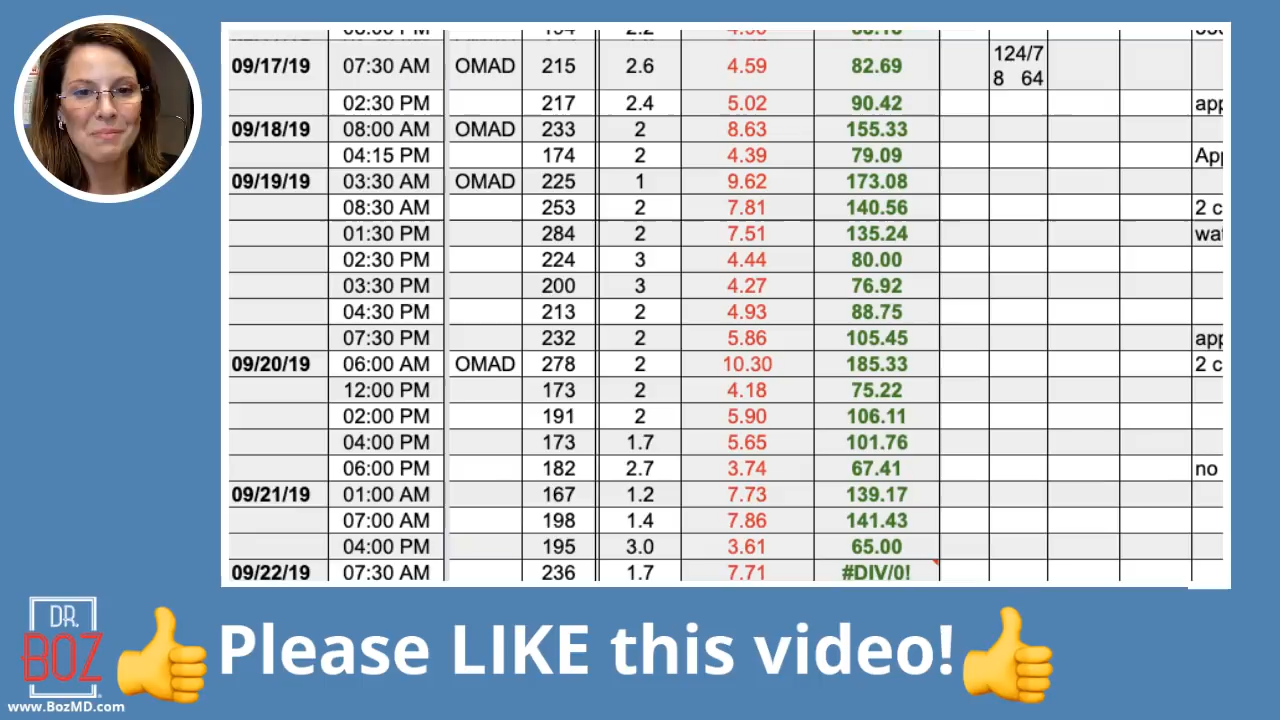 09/17/19 07:30 AM OMAD 215 2.6 4.59 82.69 124/7
8 64
02:30 PM 217 2.4 5.02 90.42 app
09/18/19 08:00 AM OMAD 233 2 8.63 155.33
04:15 PM 174 2 4.39 79.09 App
09/19/19 03:30 AM OMAD 225 1 9.62 173.08
08:30 AM 253 2 7.81 140.56 2 c
01:30 PM 284 2 7.51 135.24 wat
02:30 PM 224 3 4.44 80.00
03:30 PM 200 3 4.27 76.92
04:30 PM 213 2 4.93 88.75
07:30 PM 232 2 5.86 105.45 app
09/20/19 06:00 AM OMAD 278 2 10.30 185.33 2 c
12:00 PM 173 2 4.18 75.22
02:00 PM 191 2 5.90 106.11
04:00 PM 173 1.7 5.65 101.76
06:00 PM 182 2.7 3.74 67.41 no
09/21/19 01:00 AM 167 1.2 7.73 139.17
07:00 AM 198 1.4 7.86 141.43
04:00 PM 195 3.0 3.61 65.00
09/22/19 07:30 AM 236 1.7 7.71 #DIV/0!
DR.
BOZ
Please LIKE this video!
www.BozMD.com